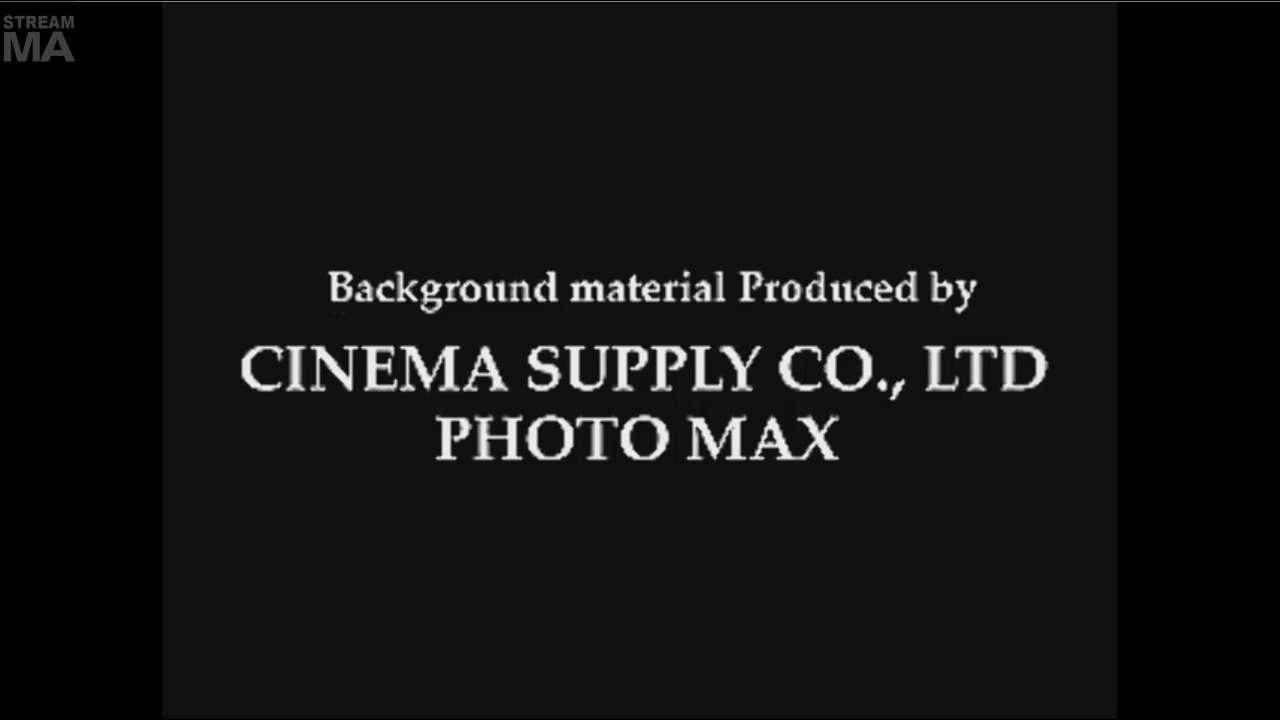 STREAM
MA
Background material Produced by
CINEMA SUPPLY CO., LTD
PHOTO MAX